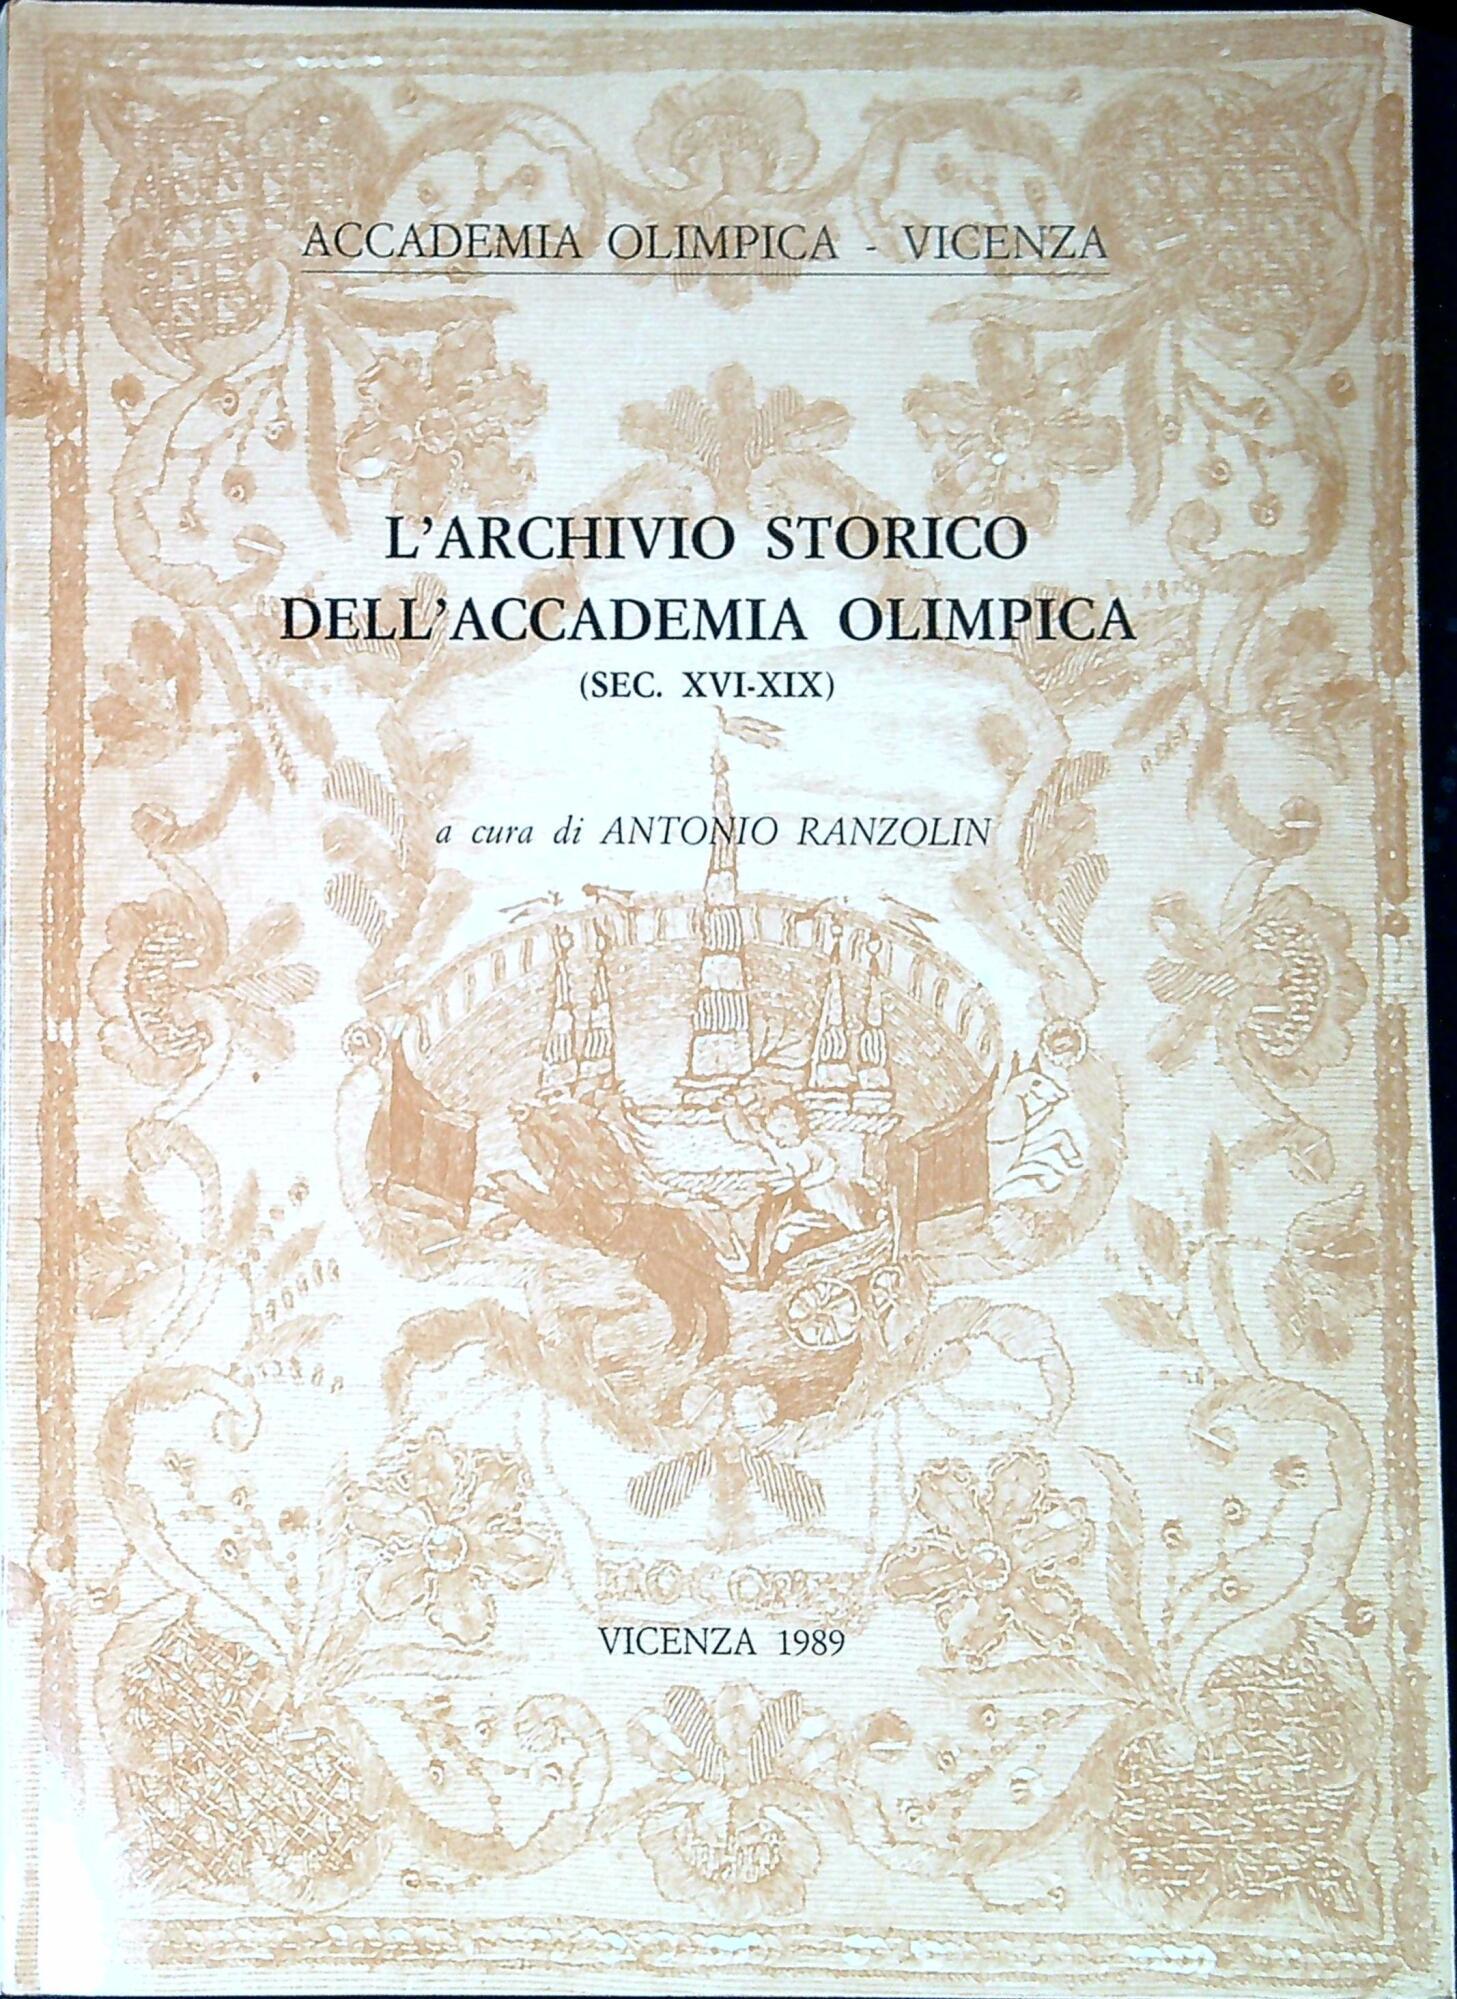 ACCADEMIA OLIMPICA - VICENZA
L'ARCHIVIO STORICO
DELL'ACCADEMIA OLIMPICA
(SEC. XVI-XIX)
a cura di ANTONIO RANZOLIN
VICENZA 1989